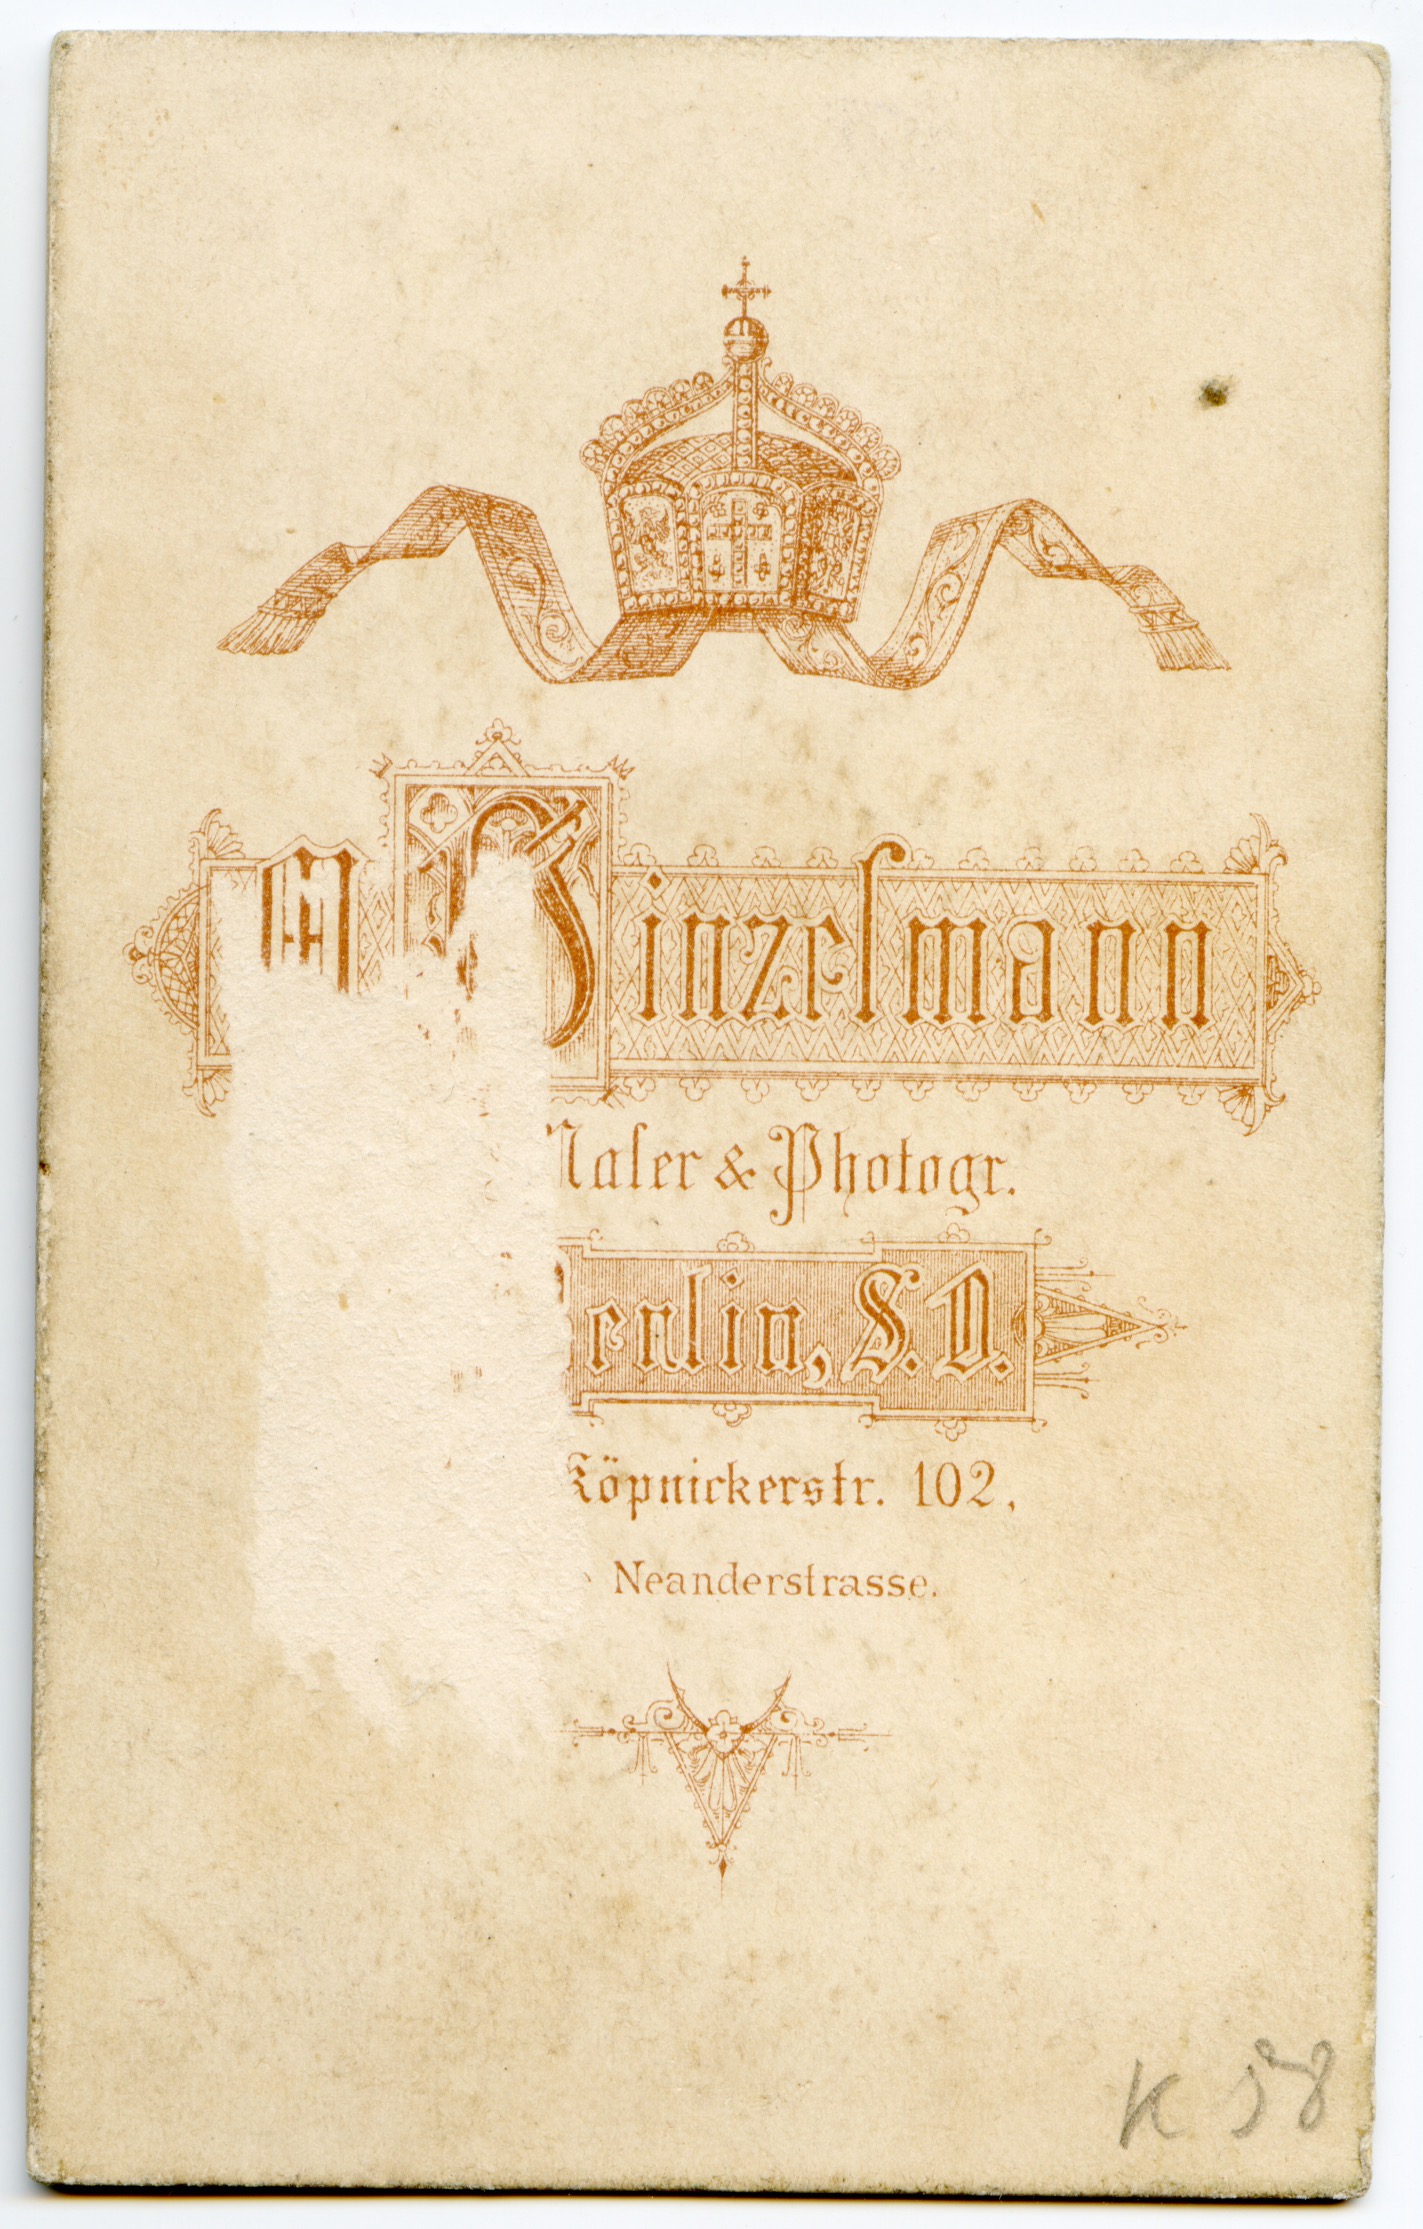 Hinzelmann
Maler & Photogr.
Berlin, S.O.
Köpnickerstr. 102,
Neanderstrasse.
K 58